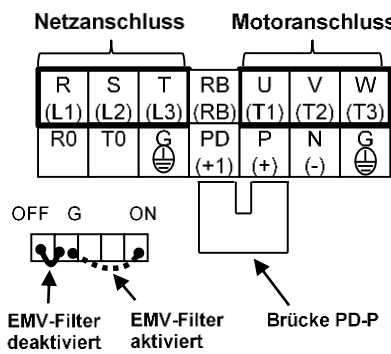 Netzanschluss Motoranschluss
R S T RB U V W
(L1) (L2) (L3) (RB) (T1) (T2) (T3)
R0 T0 G PD P N G
(+1) (+) (-)
OFF G ON
EMV-Filter deaktiviert
EMV-Filter aktiviert
Brücke PD-P